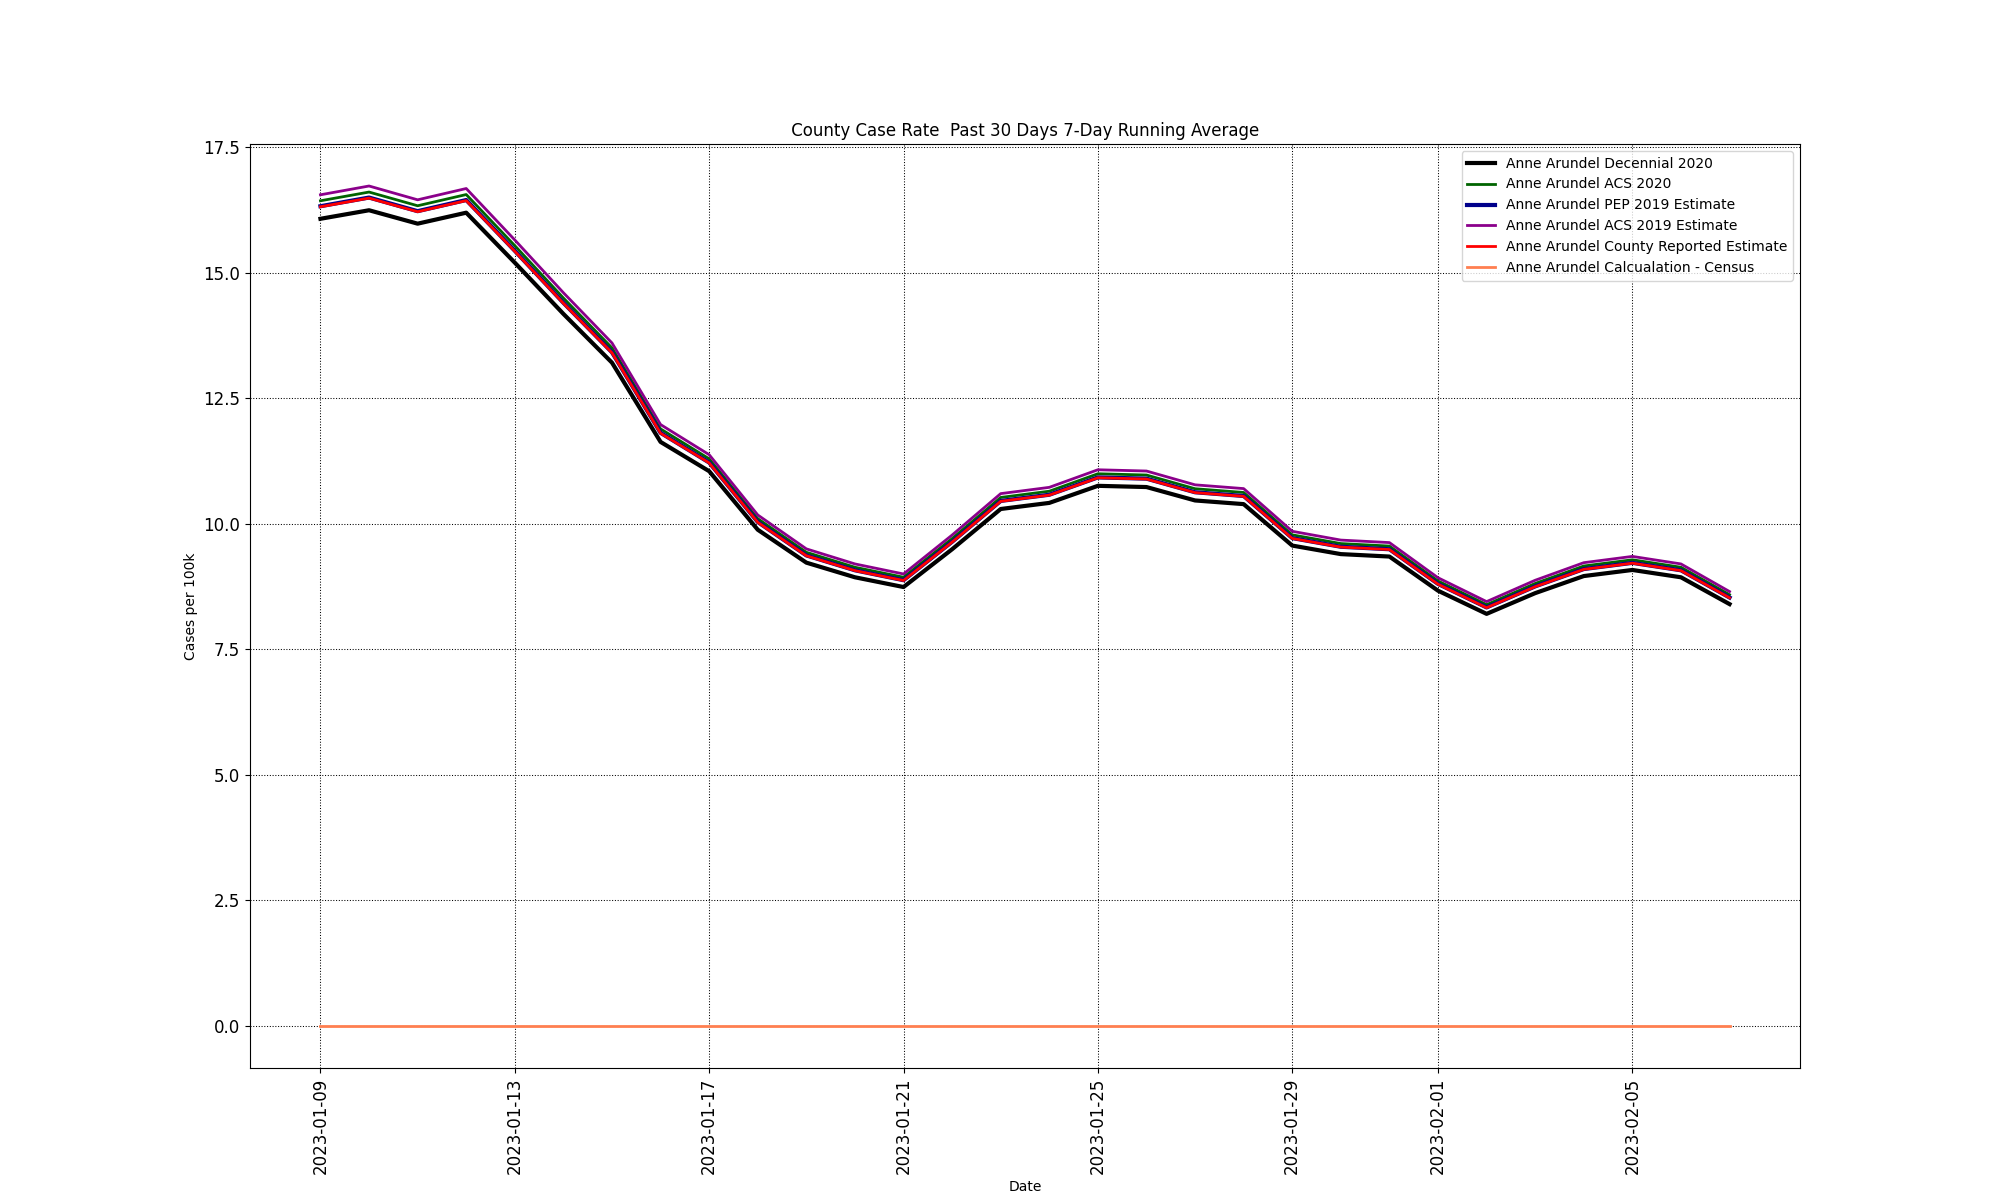 County Case Rate  Past 30 Days 7-Day Running Average
17.5
15.0
12.5
10.0
7.5
5.0
2.5
0.0
Cases per 100k
Anne Arundel Decennial 2020
Anne Arundel ACS 2020
Anne Arundel PEP 2019 Estimate
Anne Arundel ACS 2019 Estimate
Anne Arundel County Reported Estimate
Anne Arundel Calcualation - Census
2023-01-09
2023-01-13
2023-01-17
2023-01-21
2023-01-25
2023-01-29
2023-02-01
2023-02-05
Date